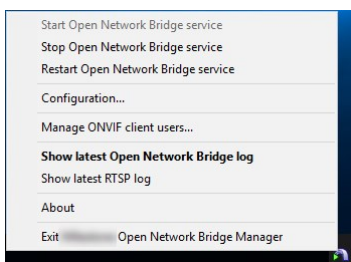 Start Open Network Bridge service
Stop Open Network Bridge service
Restart Open Network Bridge service
Configuration...
Manage ONVIF client users...
Show latest Open Network Bridge log
Show latest RTSP log
About
Exit Open Network Bridge Manager